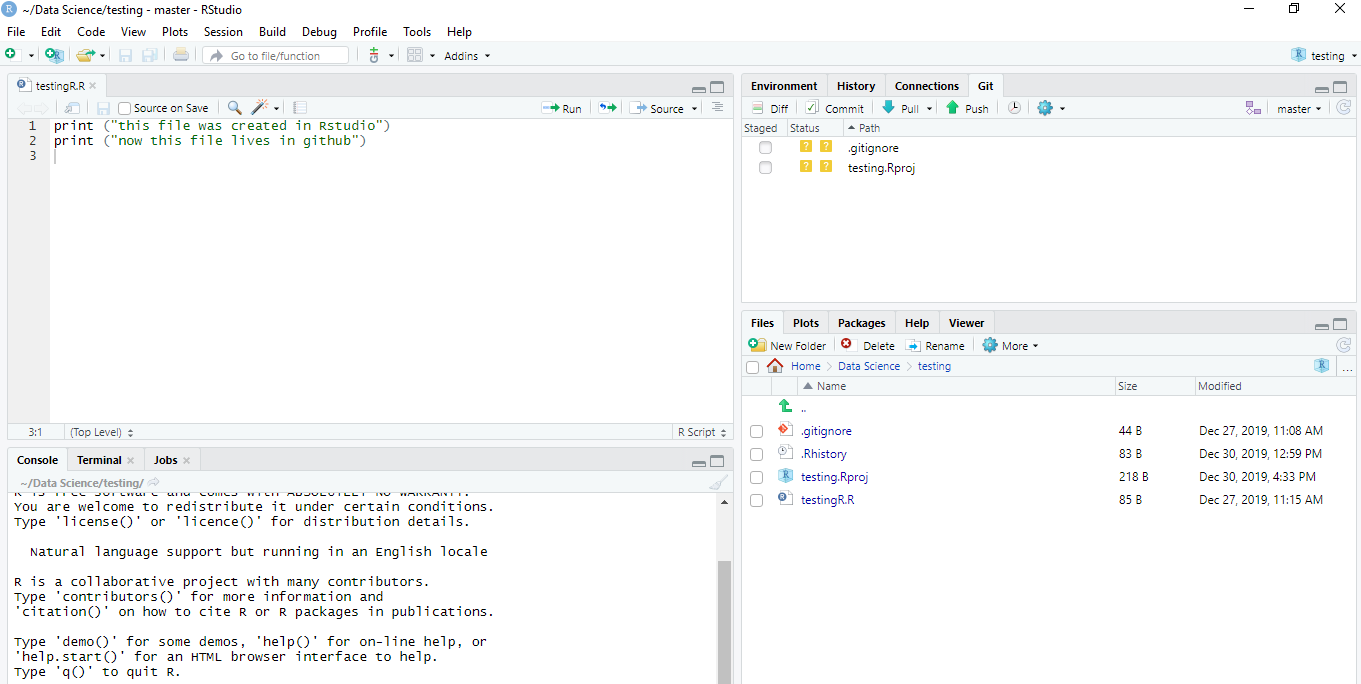 ~/Data Science/testing - master - RStudio
File Edit Code View Plots Session Build Debug Profile Tools Help
Go to file/function Addins testing
testingR.R
Source on Save Run Source
1 print ("this file was created in Rstudio")
2 print ("now this file lives in github")
3
3:1 (Top Level) R Script
Console Terminal Jobs
~/Data Science/testing/
R is free software and comes with ABSOLUTELY NO WARRANTY.
You are welcome to redistribute it under certain conditions.
Type 'license()' or 'licence()' for distribution details.
Natural language support but running in an English locale
R is a collaborative project with many contributors.
Type 'contributors()' for more information and
'citation()' on how to cite R or R packages in publications.
Type 'demo()' for some demos, 'help()' for on-line help, or
'help.start()' for an HTML browser interface to help.
Type 'q()' to quit R.
Environment History Connections Git
Diff Commit Pull Push master
Staged Status Path
? ? .gitignore
? ? testing.Rproj
Files Plots Packages Help Viewer
New Folder Delete Rename More
Home Data Science testing ...
Name Size Modified
..
.gitignore 44 B Dec 27, 2019, 11:08 AM
.Rhistory 83 B Dec 30, 2019, 12:59 PM
testing.Rproj 218 B Dec 30, 2019, 4:33 PM
testingR.R 85 B Dec 27, 2019, 11:15 AM